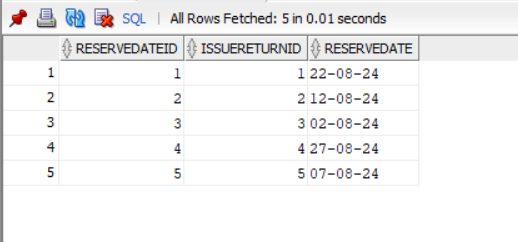 SQL | All Rows Fetched: 5 in 0.01 seconds
RESERVEDATEID ISSUERETURNID RESERVEDATE
1 1 1 22-08-24
2 2 2 12-08-24
3 3 3 02-08-24
4 4 4 27-08-24
5 5 5 07-08-24